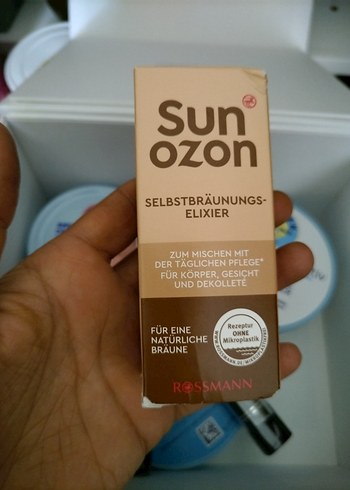 Sun
ozon
SELBSTBRÄUNUNGS-
ELIXIER
ZUM MISCHEN MIT
DER TÄGLICHEN PFLEGE*
FÜR KÖRPER, GESICHT
UND DEKOLLETÉ
FÜR EINE
NATÜRLICHE
BRÄUNE
Rezeptur
OHNE
Mikroplastik
ROSSMANN